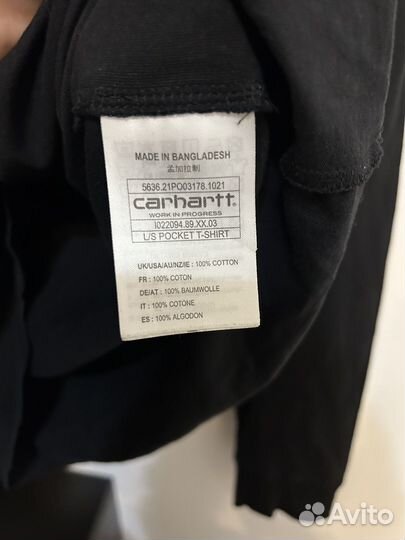 MADE IN BANGLADESH
孟加拉制
5636.21PO03178.1021
carhartt
WORK IN PROGRESS
I022094.89.XX.03
L/S POCKET T-SHIRT
UK/USA/AU/NZ/IE : 100% COTTON
FR : 100% COTON
DE/AT : 100% BAUMWOLLE
IT : 100% COTONE
ES : 100% ALGODON
Avito